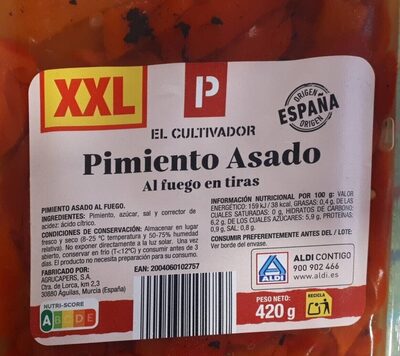 XXL
P
ORIGEN
ESPAÑA
ORIGEN
EL CULTIVADOR
Pimiento Asado
Al fuego en tiras
PIMIENTO ASADO AL FUEGO.
INGREDIENTES: Pimiento, azúcar, sal y corrector de
acidez: ácido cítrico.
CONDICIONES DE CONSERVACIÓN: Almacenar en lugar
fresco y seco (8-25 °C temperatura y 50-75% humedad
relativa). No exponer directamente a la luz solar. Una vez
abierto, conservar en frío (T<12ºC) y consumir antes de 3
días. El producto no necesita preparación para su consumo.
FABRICADO POR:
AGRUCAPERS, S.A.
Ctra. de Lorca, km 2,3
30880 Aguilas, Murcia (España)
NUTRI-SCORE
A B C D E
EAN: 2004060102757
INFORMACIÓN NUTRICIONAL POR 100 g: VALOR
ENERGÉTICO: 159 kJ / 38 kcal, GRASAS: 0,4 g, DE LAS
CUALES SATURADAS: 0 g, HIDRATOS DE CARBONO:
6,2 g, DE LOS CUALES AZÚCARES: 5,9 g, PROTEÍNAS:
0,9 g, SAL: 0,8 g.
CONSUMIR PREFERENTEMENTE ANTES DEL / LOTE:
Ver borde del envase.
ALDI
ALDI CONTIGO
900 902 466
www.aldi.es
PESO NETO:
420 g
RECICLA